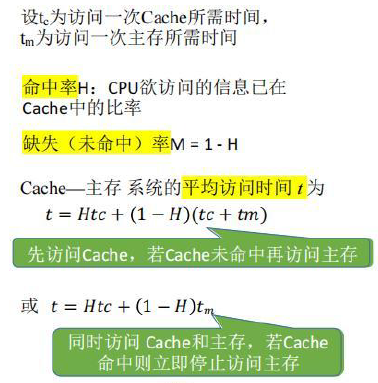 设tc为访问一次Cache所需时间，
tm为访问一次主存所需时间
命中率H：CPU欲访问的信息已在
Cache中的比率
缺失（未命中）率M = 1 - H
Cache—主存 系统的平均访问时间 t 为
t = Htc + (1 − H)(tc + tm)
先访问Cache，若Cache未命中再访问主存
或 t = Htc + (1 − H)tm
同时访问 Cache和主存，若Cache
命中则立即停止访问主存